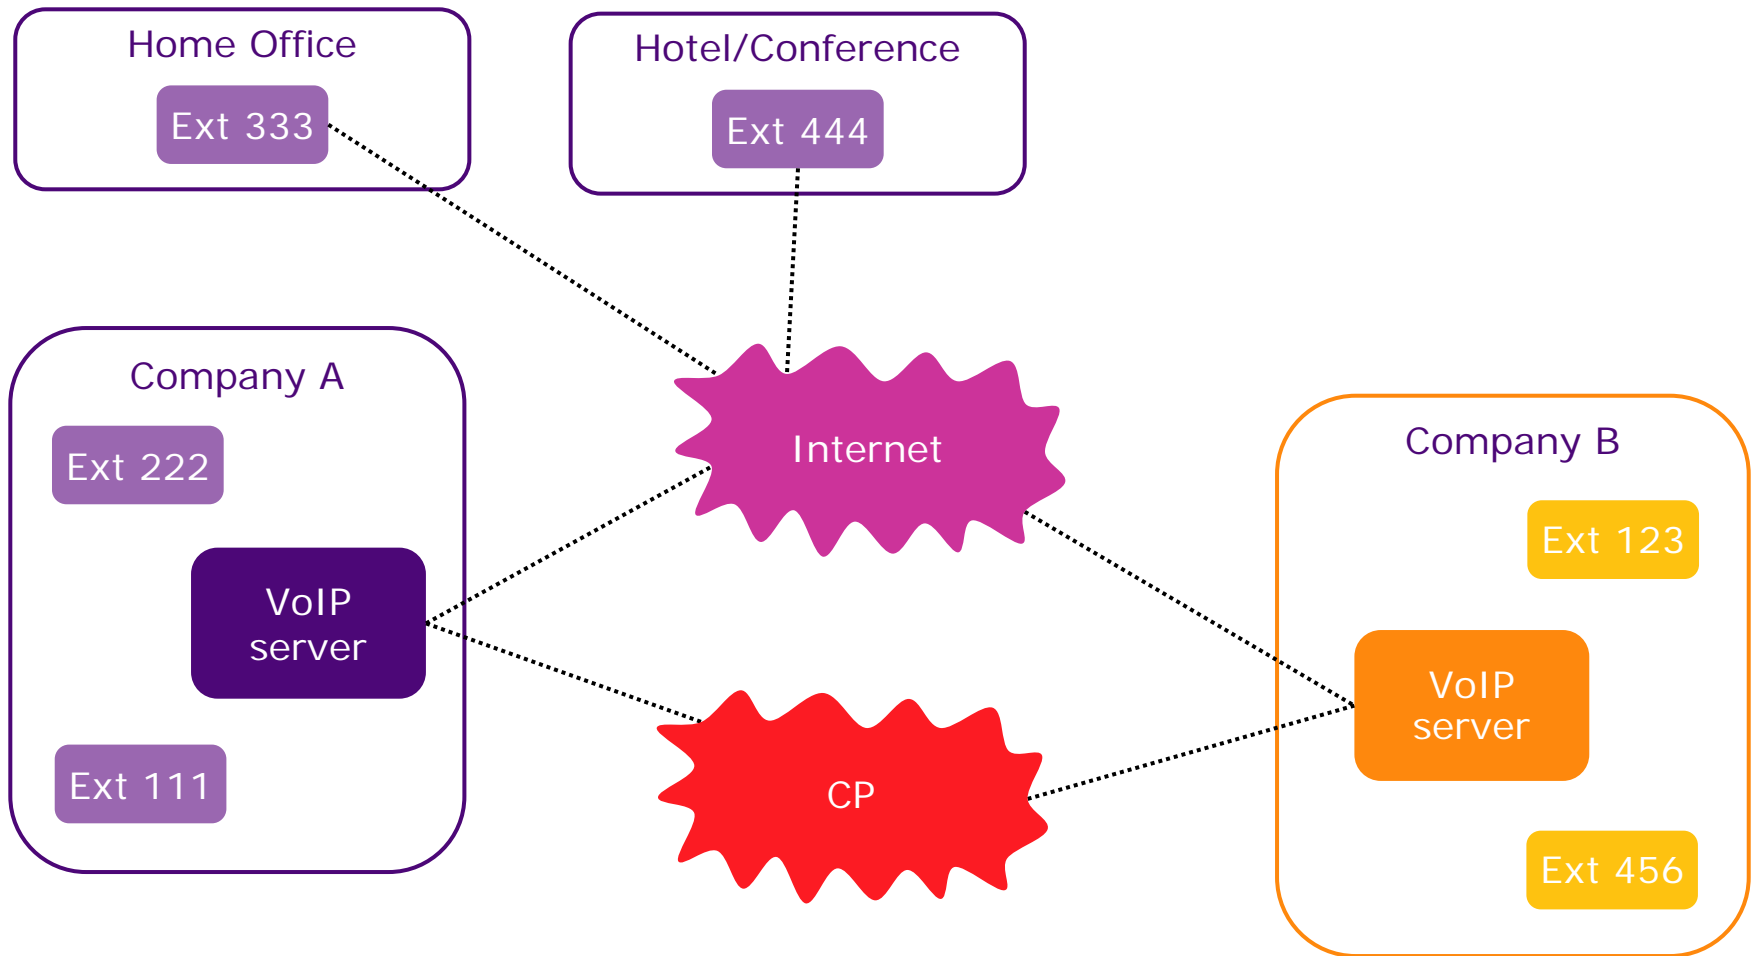 Home Office
Ext 333
Hotel/Conference
Ext 444
Company A
Ext 222
VoIP
server
Ext 111
Internet
CP
Company B
Ext 123
VoIP
server
Ext 456